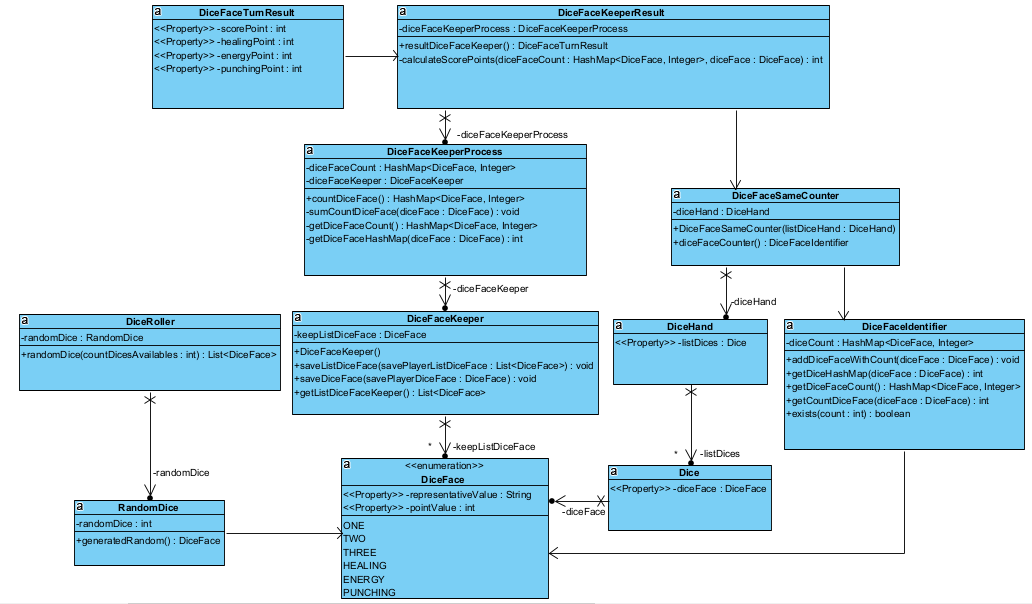 a
DiceFaceTurnResult
<<Property>> -scorePoint : int
<<Property>> -healingPoint : int
<<Property>> -energyPoint : int
<<Property>> -punchingPoint : int
a
DiceFaceKeeperResult
-diceFaceKeeperProcess : DiceFaceKeeperProcess
+resultDiceFaceKeeper() : DiceFaceTurnResult
-calculateScorePoints(diceFaceCount : HashMap<DiceFace, Integer>, diceFace : DiceFace) : int
-diceFaceKeeperProcess
a
DiceFaceKeeperProcess
-diceFaceCount : HashMap<DiceFace, Integer>
-diceFaceKeeper : DiceFaceKeeper
+countDiceFace() : HashMap<DiceFace, Integer>
-sumCountDiceFace(diceFace : DiceFace) : void
-getDiceFaceCount() : HashMap<DiceFace, Integer>
-getDiceFaceHashMap(diceFace : DiceFace) : int
a
DiceFaceSameCounter
-diceHand : DiceHand
+DiceFaceSameCounter(listDiceHand : DiceHand)
+diceFaceCounter() : DiceFaceIdentifier
-diceFaceKeeper
-diceHand
a
DiceRoller
-randomDice : RandomDice
+randomDice(countDicesAvailables : int) : List<DiceFace>
a
DiceFaceKeeper
-keepListDiceFace : DiceFace
+DiceFaceKeeper()
+saveListDiceFace(savePlayerListDiceFace : List<DiceFace>) : void
+saveDiceFace(savePlayerDiceFace : DiceFace) : void
+getListDiceFaceKeeper() : List<DiceFace>
a
DiceHand
<<Property>> -listDices : Dice
a
DiceFaceIdentifier
-diceCount : HashMap<DiceFace, Integer>
+addDiceFaceWithCount(diceFace : DiceFace) : void
+getDiceHashMap(diceFace : DiceFace) : int
+getDiceFaceCount() : HashMap<DiceFace, Integer>
+getCountDiceFace(diceFace : DiceFace) : int
+exists(count : int) : boolean
-randomDice
* -keepListDiceFace
* -listDices
a
RandomDice
-randomDice : int
+generatedRandom() : DiceFace
a
<<enumeration>>
DiceFace
<<Property>> -representativeValue : String
<<Property>> -pointValue : int
ONE
TWO
THREE
HEALING
ENERGY
PUNCHING
-diceFace
a
Dice
<<Property>> -diceFace : DiceFace